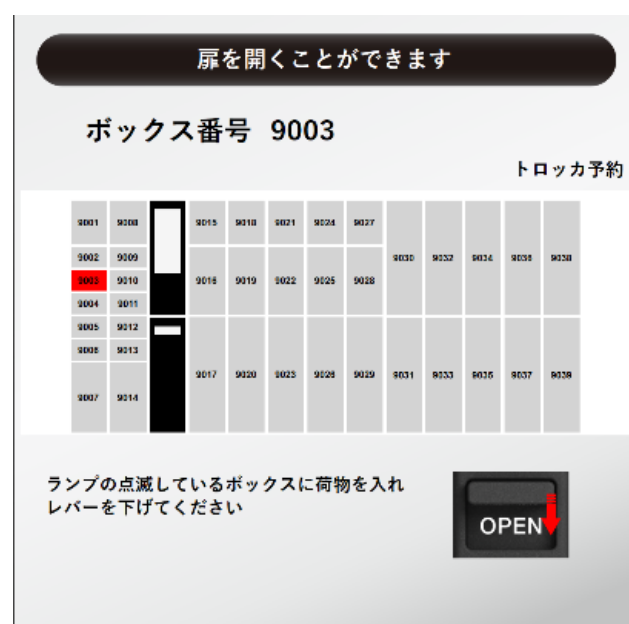 扉を開くことができます
ボックス番号 9003
トロッカ予約
9001 9008 9015 9018 9021 9024 9027
9002 9009 9030 9032 9034 9036 9038
9003 9010 9016 9019 9022 9025 9028
9004 9011
9005 9012
9006 9013
9017 9020 9023 9026 9029 9031 9033 9035 9037 9039
9007 9014
ランプの点滅しているボックスに荷物を入れ
レバーを下げてください
OPEN